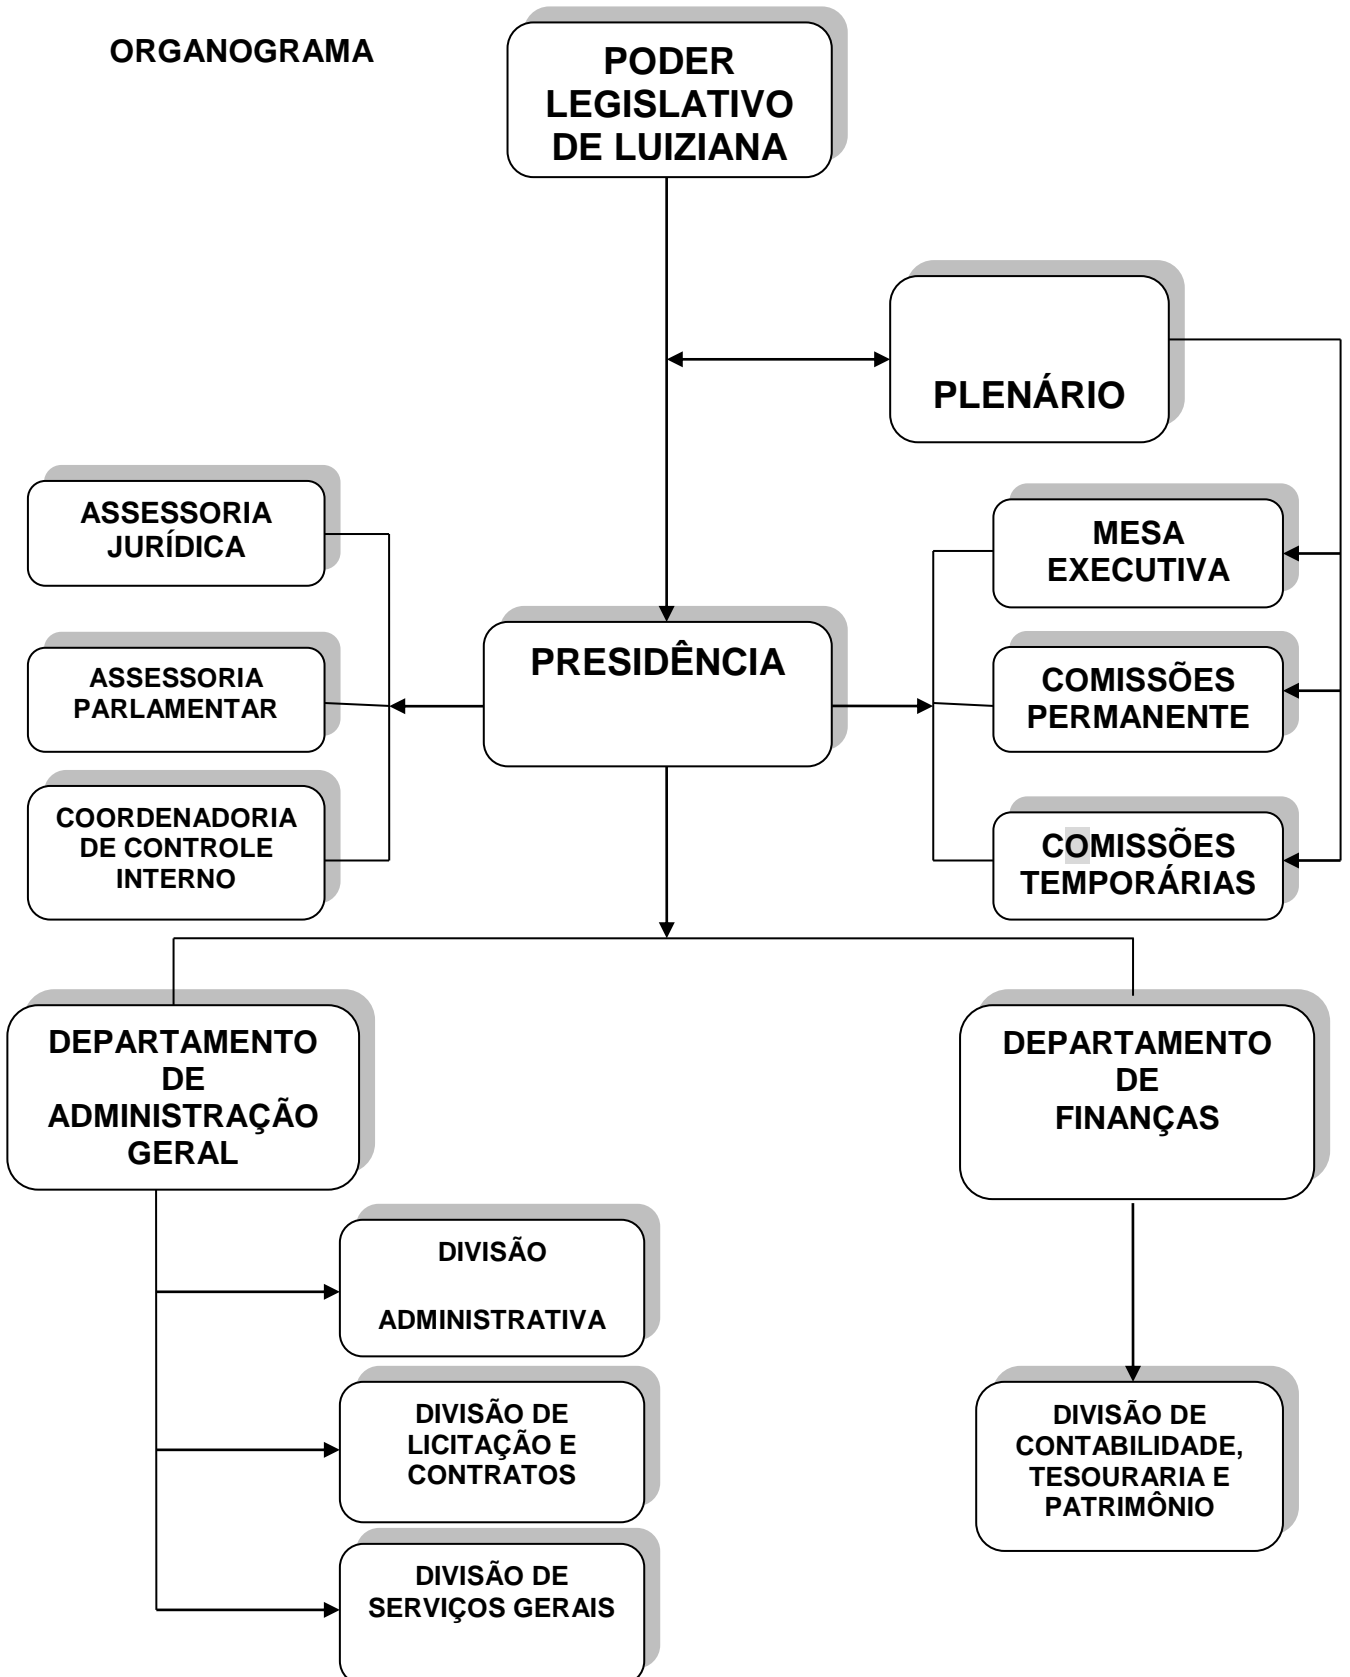 ORGANOGRAMA
PODER
LEGISLATIVO
DE LUIZIANA
PLENÁRIO
ASSESSORIA
JURÍDICA
MESA
EXECUTIVA
PRESIDÊNCIA
ASSESSORIA
PARLAMENTAR
COMISSÕES
PERMANENTE
COORDENADORIA
DE CONTROLE
INTERNO
COMISSÕES
TEMPORÁRIAS
DEPARTAMENTO
DE
ADMINISTRAÇÃO
GERAL
DEPARTAMENTO
DE
FINANÇAS
DIVISÃO
ADMINISTRATIVA
DIVISÃO DE
LICITAÇÃO E
CONTRATOS
DIVISÃO DE
CONTABILIDADE,
TESOURARIA E
PATRIMÔNIO
DIVISÃO DE
SERVIÇOS GERAIS